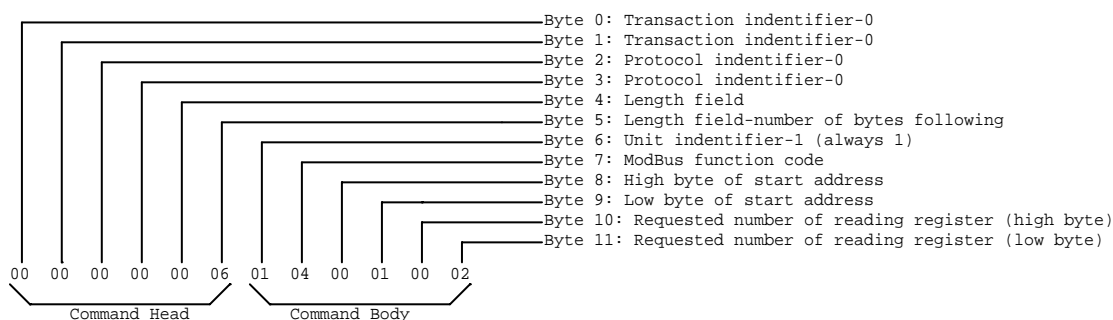 Byte 0: Transaction indentifier-0
Byte 1: Transaction indentifier-0
Byte 2: Protocol indentifier-0
Byte 3: Protocol indentifier-0
Byte 4: Length field
Byte 5: Length field-number of bytes following
Byte 6: Unit indentifier-1 (always 1)
Byte 7: ModBus function code
Byte 8: High byte of start address
Byte 9: Low byte of start address
Byte 10: Requested number of reading register (high byte)
Byte 11: Requested number of reading register (low byte)
00 00 00 00 00 06 01 04 00 01 00 02
Command Head Command Body